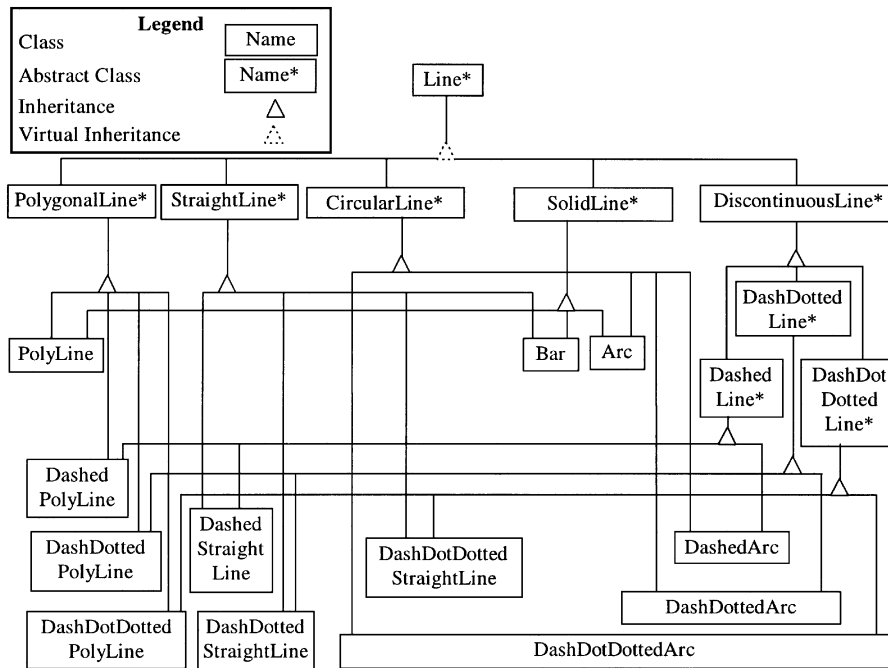 Legend
Class
Name
Abstract Class
Name*
Inheritance
Virtual Inheritance
Line*
PolygonalLine*
StraightLine*
CircularLine*
SolidLine*
DiscontinuousLine*
DashDotted
Line*
PolyLine
Bar
Arc
Dashed
Line*
DashDot
Dotted
Line*
Dashed
PolyLine
DashDotted
PolyLine
Dashed
Straight
Line
DashDotDotted
StraightLine
DashedArc
DashDottedArc
DashDotDotted
PolyLine
DashDotted
StraightLine
DashDotDottedArc